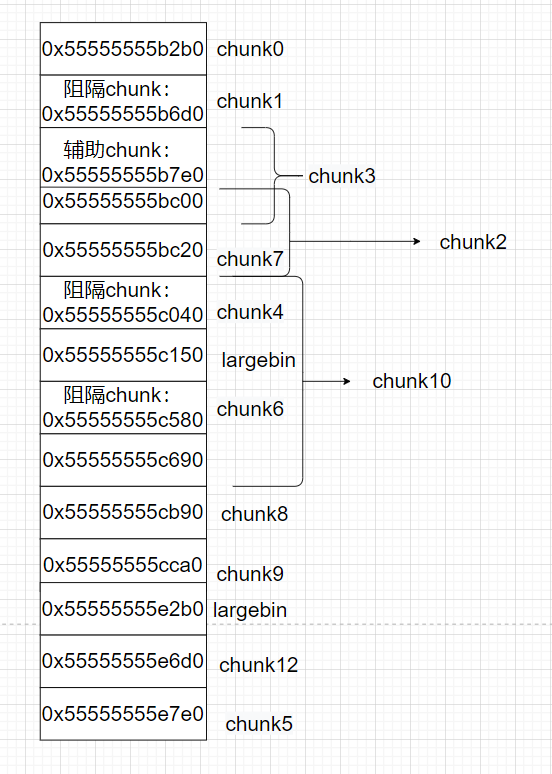 0x55555555b2b0 chunk0
阻隔chunk:
0x55555555b6d0 chunk1
辅助chunk:
0x55555555b7e0 chunk3
0x55555555bc00
chunk2
0x55555555bc20 chunk7
阻隔chunk:
0x55555555c040 chunk4
0x55555555c150 largebin
chunk10
阻隔chunk:
0x55555555c580 chunk6
0x55555555c690
0x55555555cb90 chunk8
0x55555555cca0 chunk9
0x55555555e2b0 largebin
0x55555555e6d0 chunk12
0x55555555e7e0 chunk5